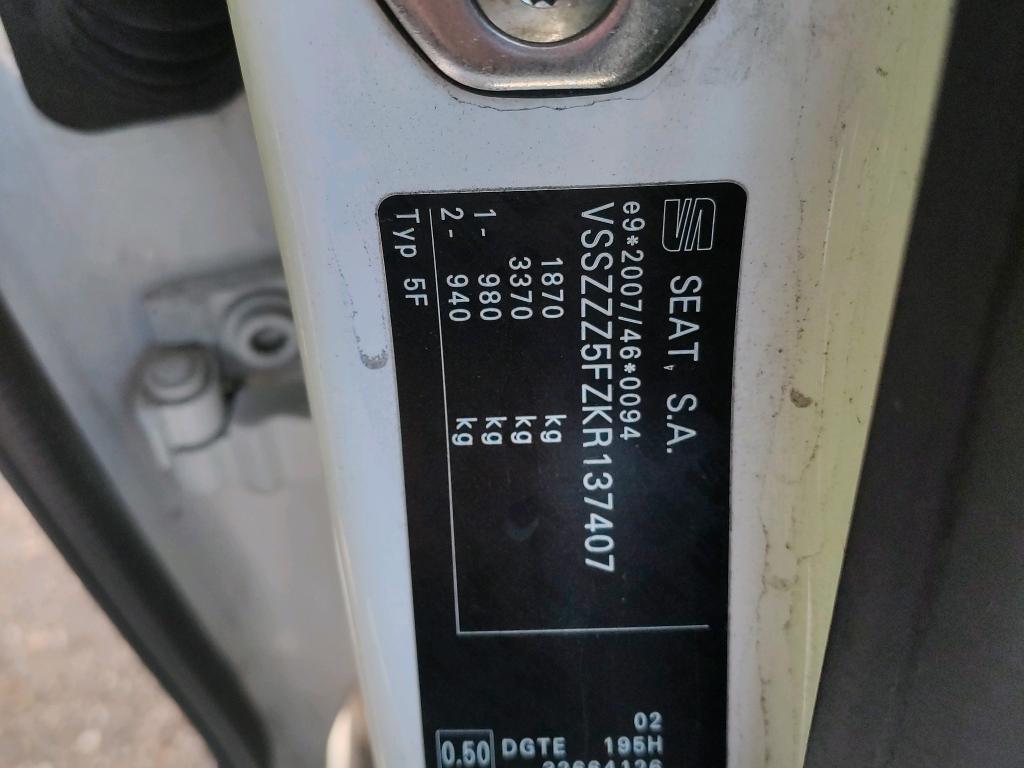 SEAT, S.A.
e9*2007/46*0094
VSSZZZ5FZKR137407
1870 kg
3370 kg
1- 980 kg
2- 940 kg
Typ 5F
02
0.50 DGTE 195H